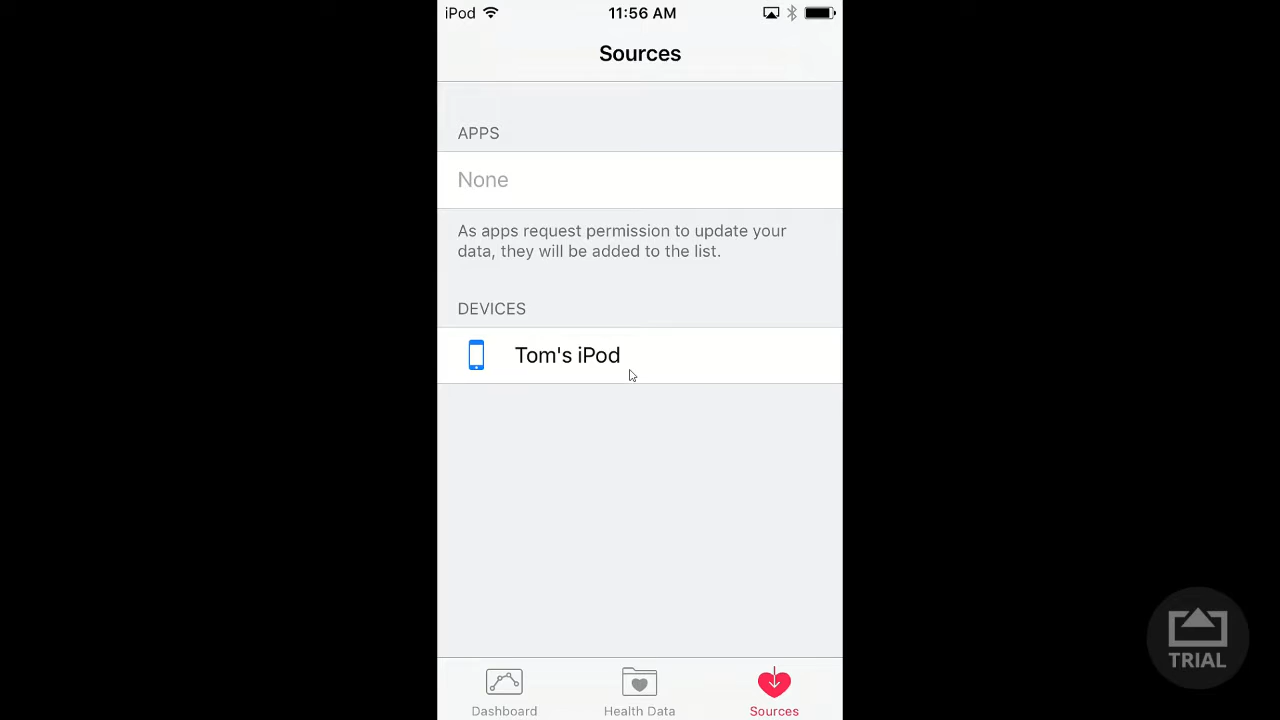 iPod
11:56 AM
Sources
APPS
None
As apps request permission to update your
data, they will be added to the list.
DEVICES
Tom's iPod
Dashboard
Health Data
Sources
TRIAL